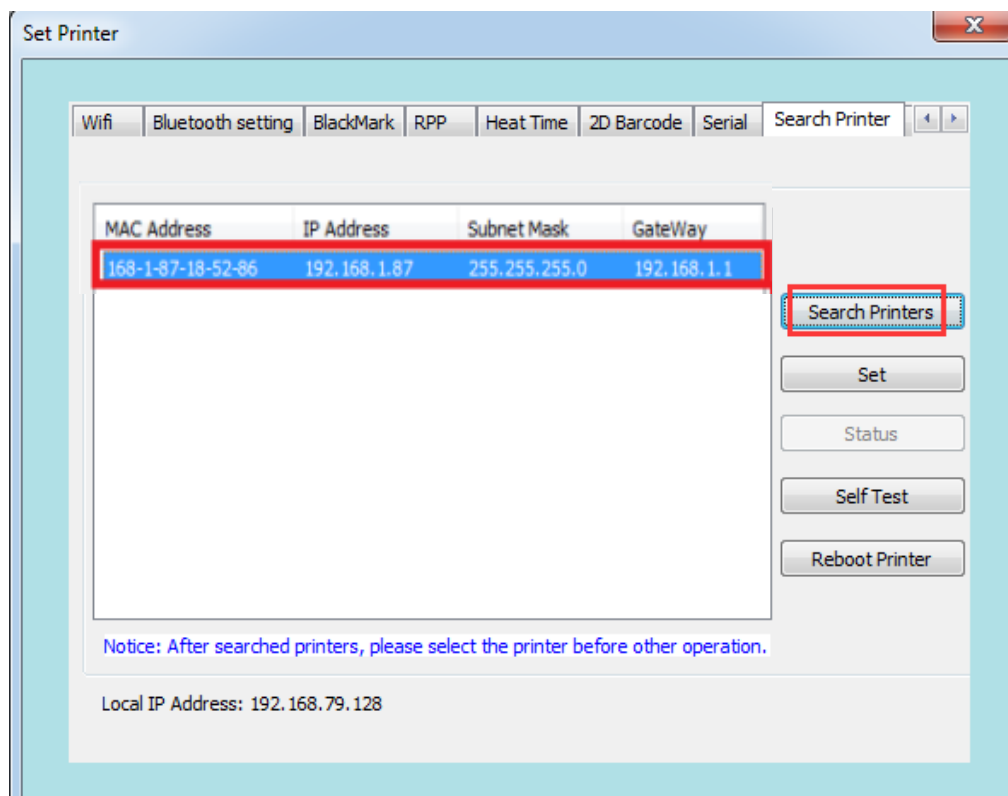 Set Printer
Wifi Bluetooth setting BlackMark RPP Heat Time 2D Barcode Serial Search Printer
MAC Address IP Address Subnet Mask GateWay
168-1-87-18-52-86 192.168.1.87 255.255.255.0 192.168.1.1
Search Printers
Set
Status
Self Test
Reboot Printer
Notice: After searched printers, please select the printer before other operation.
Local IP Address: 192.168.79.128